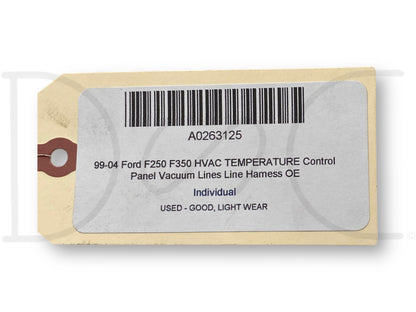 A0263125
99-04 Ford F250 F350 HVAC TEMPERATURE Control
Panel Vacuum Lines Line Harness OE
Individual
USED - GOOD, LIGHT WEAR